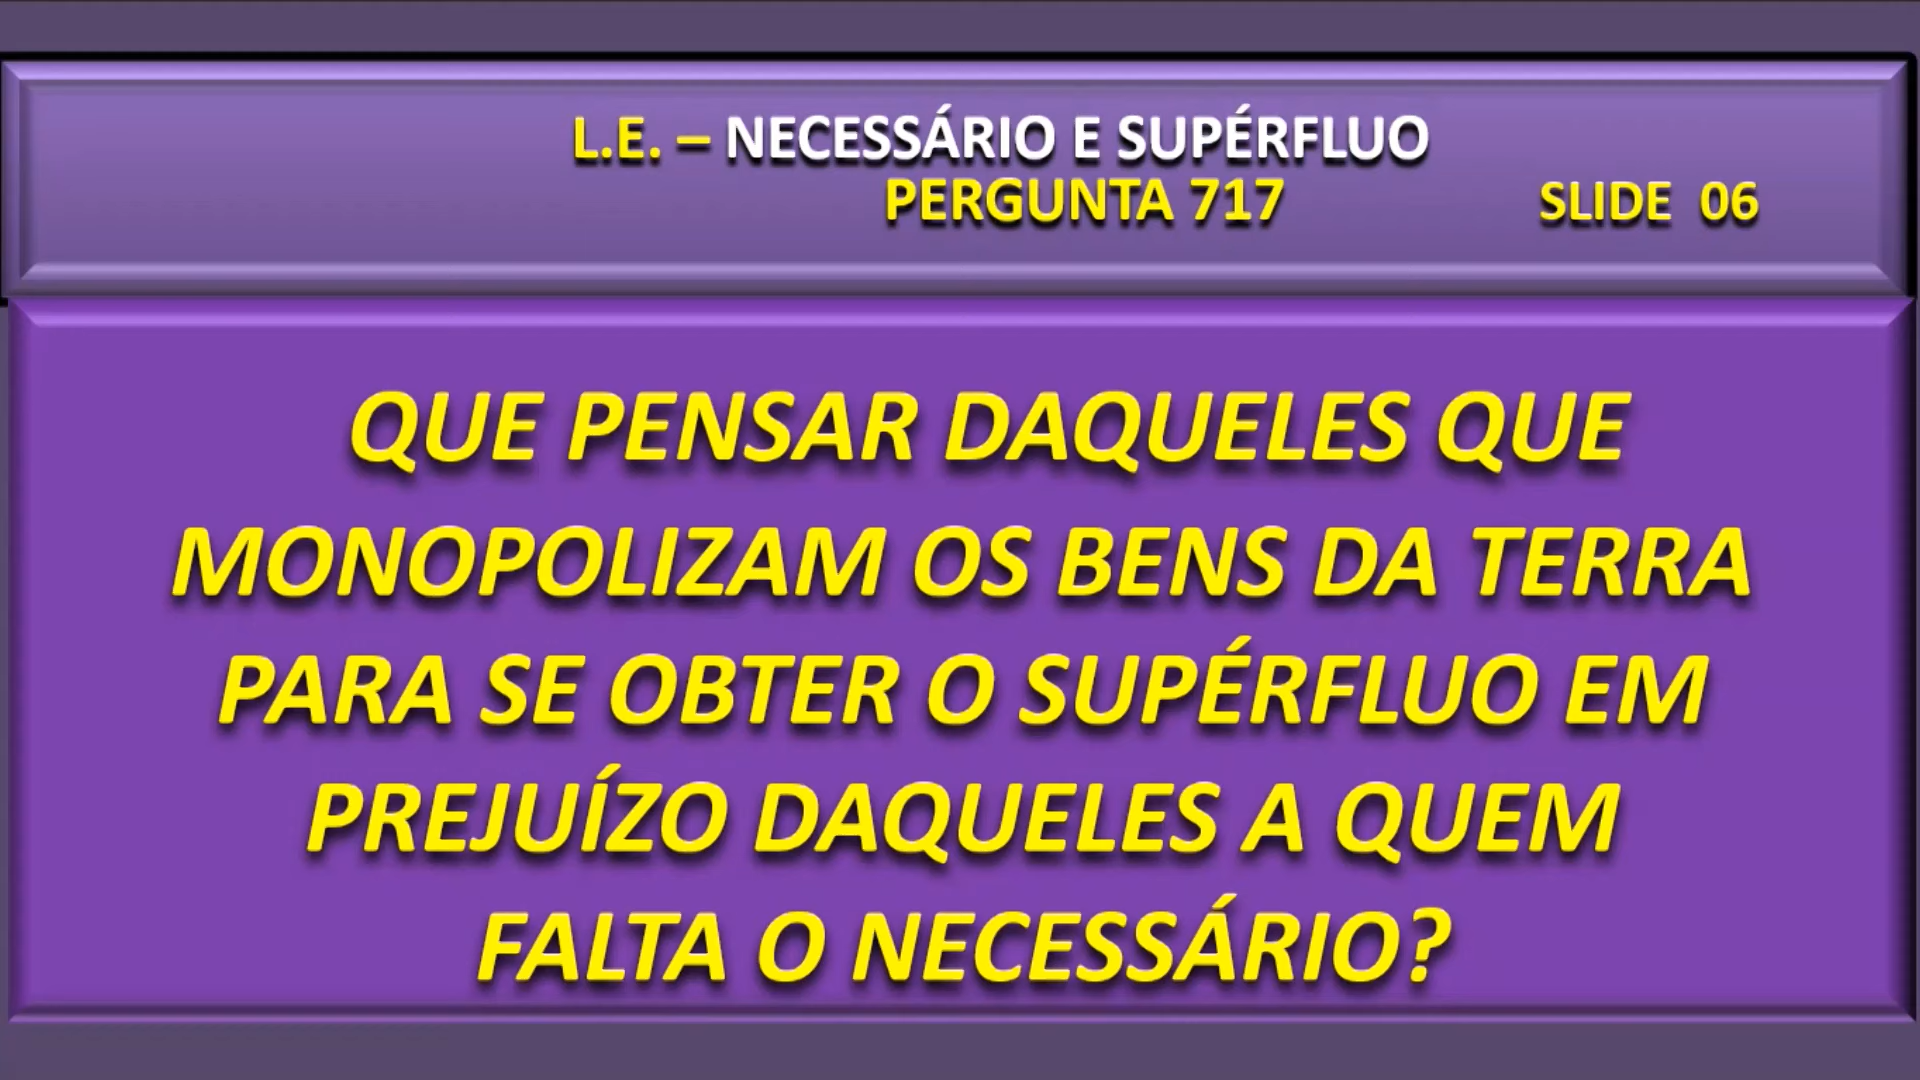 L.E. – NECESSÁRIO E SUPÉRFLUO
PERGUNTA 717 SLIDE 06
QUE PENSAR DAQUELES QUE
MONOPOLIZAM OS BENS DA TERRA
PARA SE OBTER O SUPÉRFLUO EM
PREJUÍZO DAQUELES A QUEM
FALTA O NECESSÁRIO?